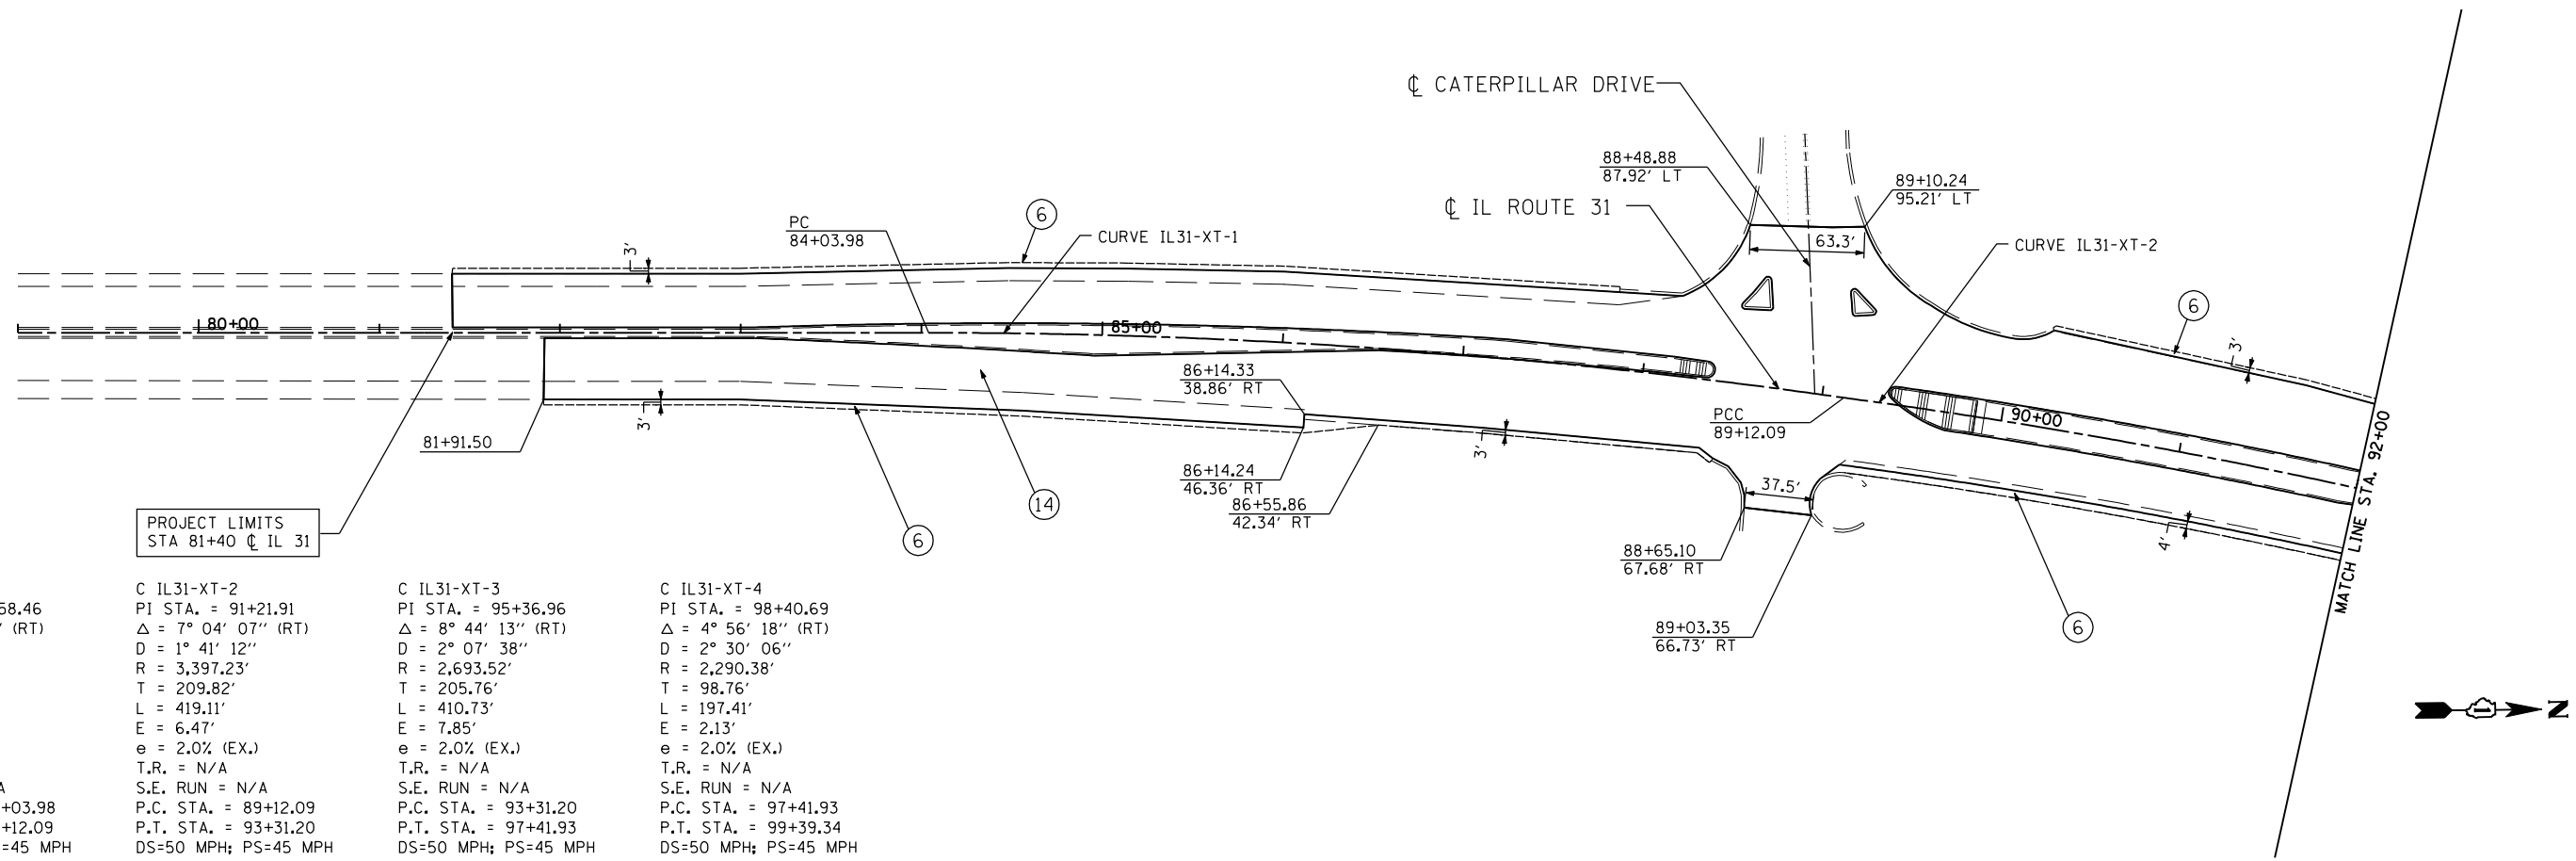 ℄ CATERPILLAR DRIVE
88+48.88
87.92' LT
89+10.24
95.21' LT
℄ IL ROUTE 31
6
PC
84+03.98
CURVE IL31-XT-1
63.3'
CURVE IL31-XT-2
3'
6
80+00
85+00
3'
86+14.33
38.86' RT
PCC
89+12.09
90+00
3'
81+91.50
3'
86+14.24
46.36' RT
86+55.86
42.34' RT
14
37.5'
6
4'
MATCH LINE STA. 92+00
PROJECT LIMITS
STA 81+40 ℄ IL 31
88+65.10
67.68' RT
89+03.35
66.73' RT
6
58.46
' (RT)
A
+03.98
+12.09
=45 MPH
C IL31-XT-2
PI STA. = 91+21.91
Δ = 7° 04' 07'' (RT)
D = 1° 41' 12''
R = 3,397.23'
T = 209.82'
L = 419.11'
E = 6.47'
e = 2.0% (EX.)
T.R. = N/A
S.E. RUN = N/A
P.C. STA. = 89+12.09
P.T. STA. = 93+31.20
DS=50 MPH; PS=45 MPH
C IL31-XT-3
PI STA. = 95+36.96
Δ = 8° 44' 13'' (RT)
D = 2° 07' 38''
R = 2,693.52'
T = 205.76'
L = 410.73'
E = 7.85'
e = 2.0% (EX.)
T.R. = N/A
S.E. RUN = N/A
P.C. STA. = 93+31.20
P.T. STA. = 97+41.93
DS=50 MPH; PS=45 MPH
C IL31-XT-4
PI STA. = 98+40.69
Δ = 4° 56' 18'' (RT)
D = 2° 30' 06''
R = 2,290.38'
T = 98.76'
L = 197.41'
E = 2.13'
e = 2.0% (EX.)
T.R. = N/A
S.E. RUN = N/A
P.C. STA. = 97+41.93
P.T. STA. = 99+39.34
DS=50 MPH; PS=45 MPH
N